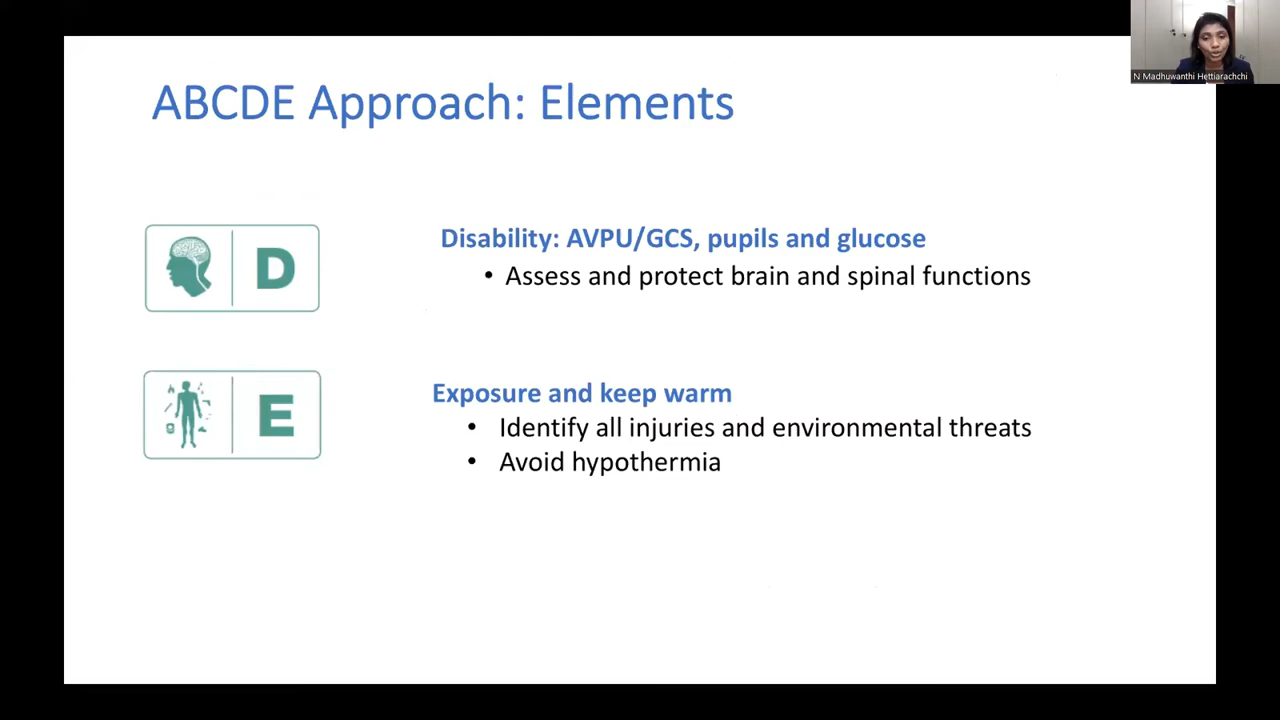 N Madhuwanthi Hettiarachchi
ABCDE Approach: Elements
D
Disability: AVPU/GCS, pupils and glucose
• Assess and protect brain and spinal functions
E
Exposure and keep warm
• Identify all injuries and environmental threats
• Avoid hypothermia